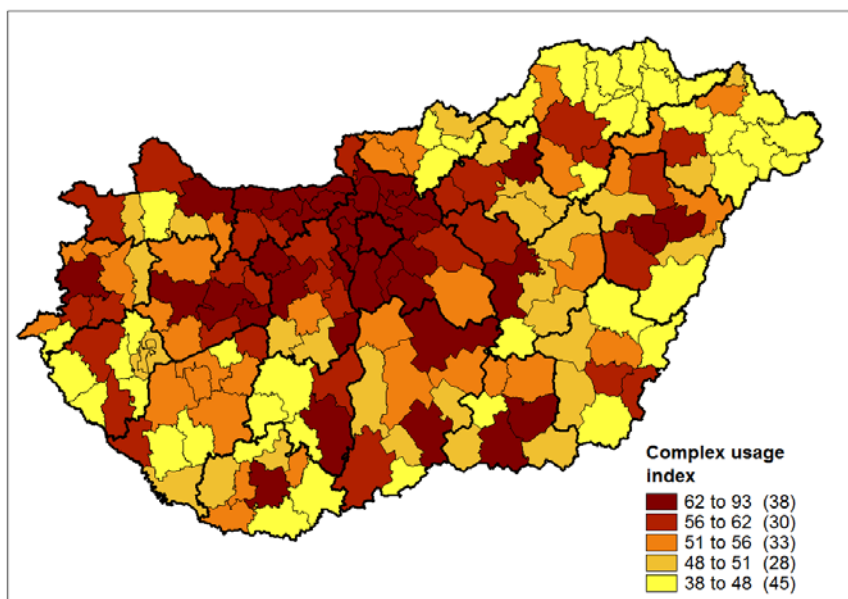 Complex usage
index
62 to 93 (38)
56 to 62 (30)
51 to 56 (33)
48 to 51 (28)
38 to 48 (45)